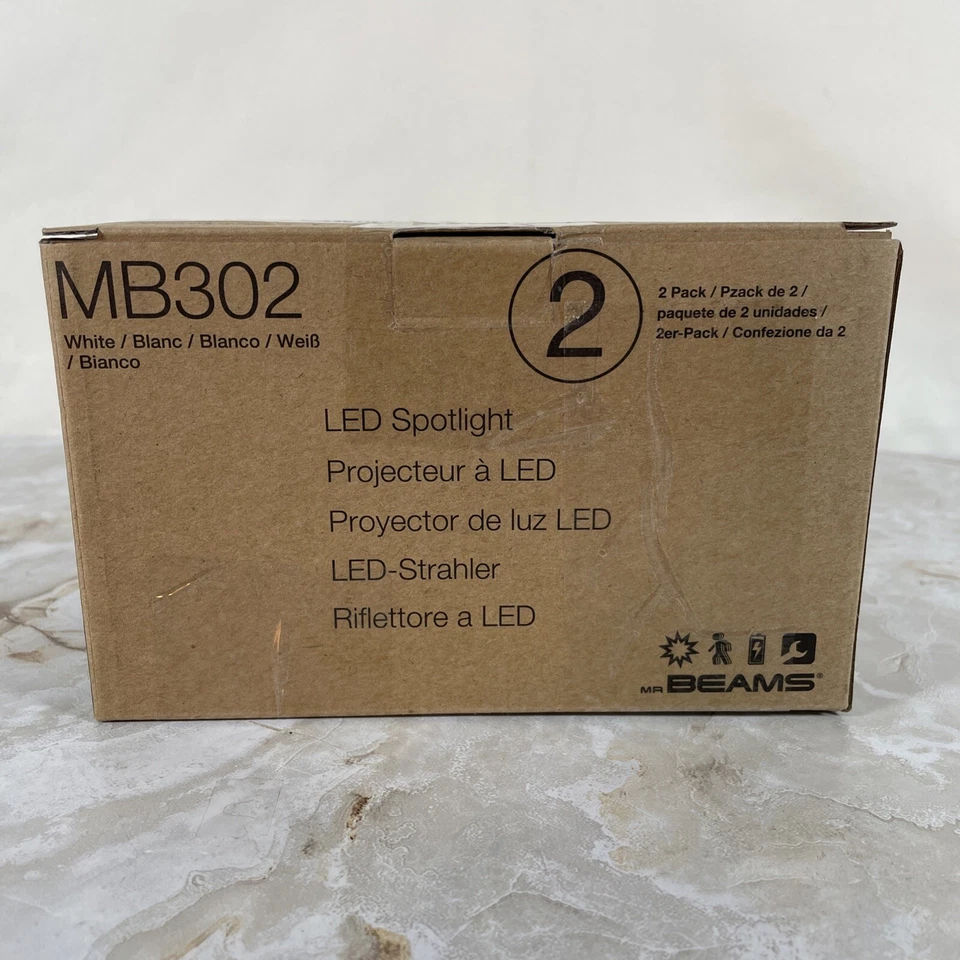 MB302
White / Blanc / Blanco / Weiß
/ Bianco
2
2 Pack / Pzack de 2 /
paquete de 2 unidades /
2er-Pack / Confezione da 2
LED Spotlight
Projecteur à LED
Proyector de luz LED
LED-Strahler
Riflettore a LED
MR BEAMS®